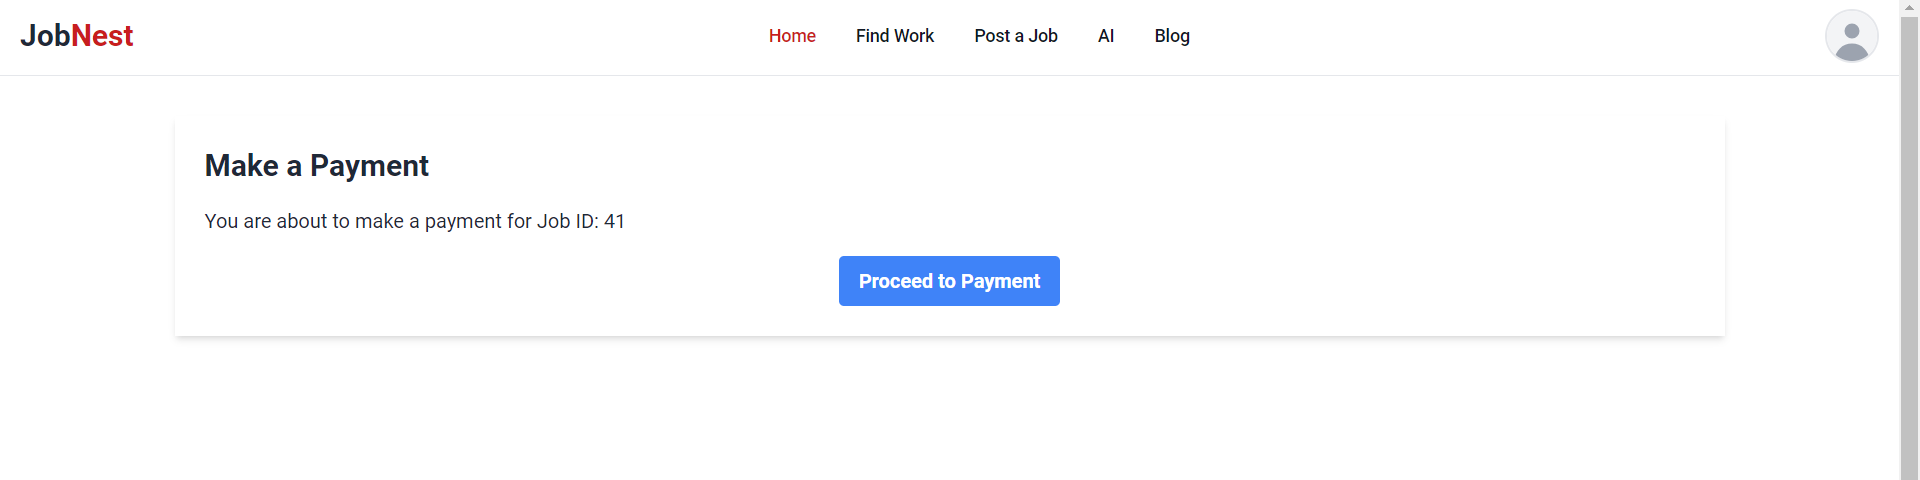 JobNest
Home Find Work Post a Job AI Blog
Make a Payment
You are about to make a payment for Job ID: 41
Proceed to Payment